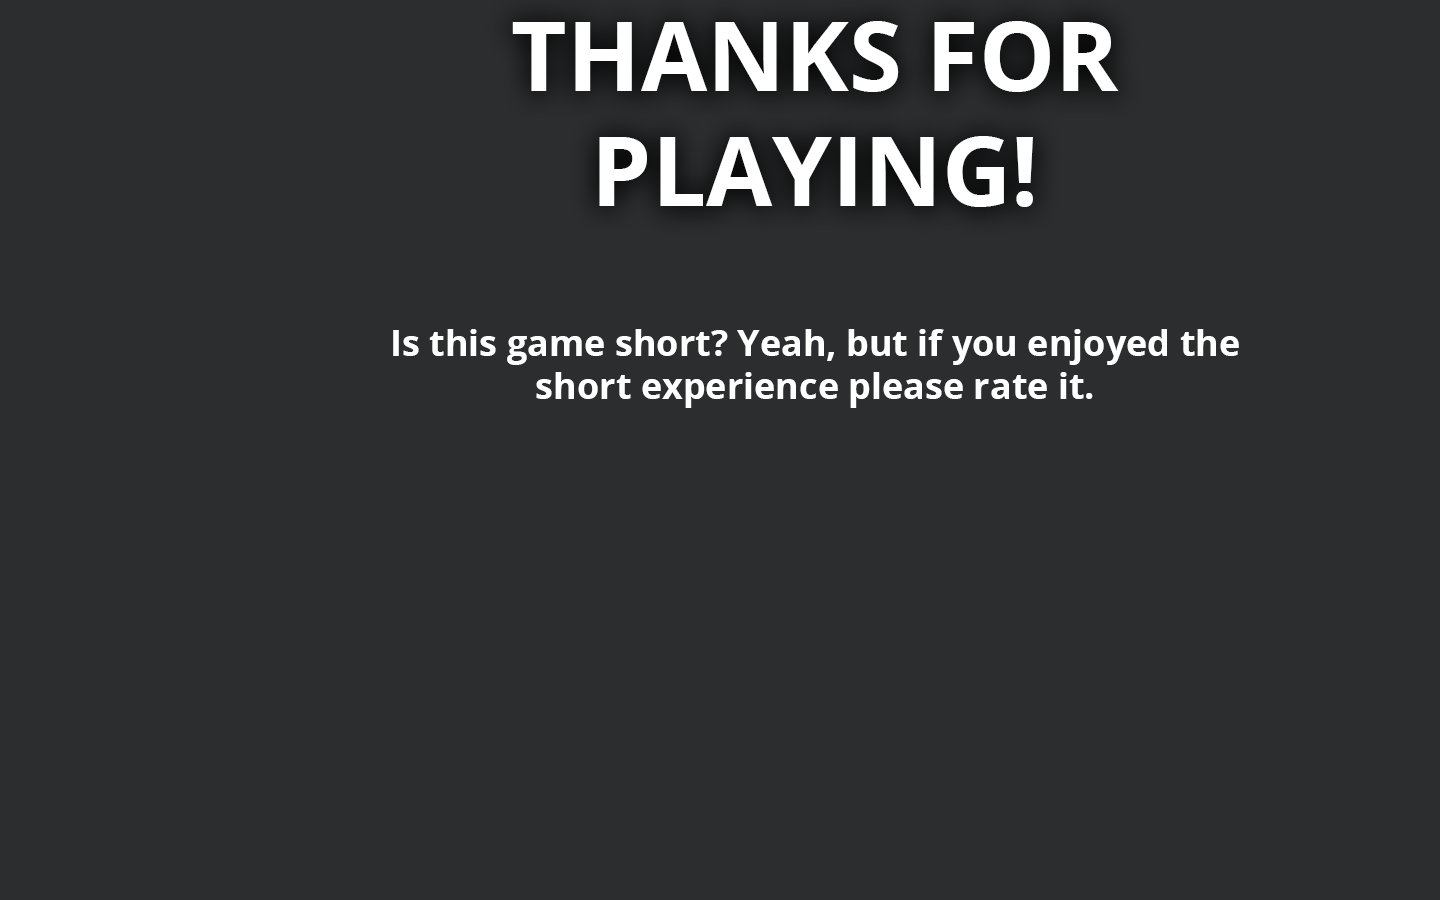 THANKS FOR
PLAYING!
Is this game short? Yeah, but if you enjoyed the
short experience please rate it.